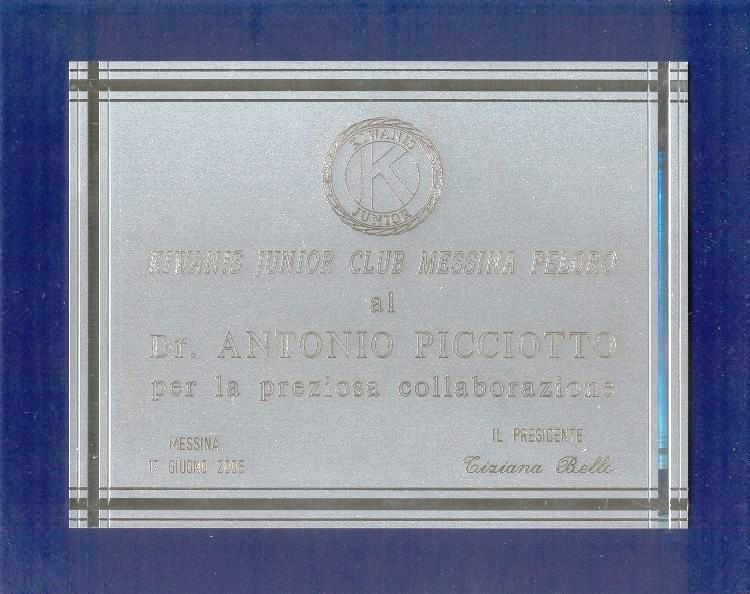 KIWANIS
K
JUNIOR
KIWANIS JUNIOR CLUB MESSINA PELORO
al
Dr. ANTONIO PICCIOTTO
per la preziosa collaborazione
MESSINA
17 GIUGNO 2005
IL PRESIDENTE
Tiziana Bello